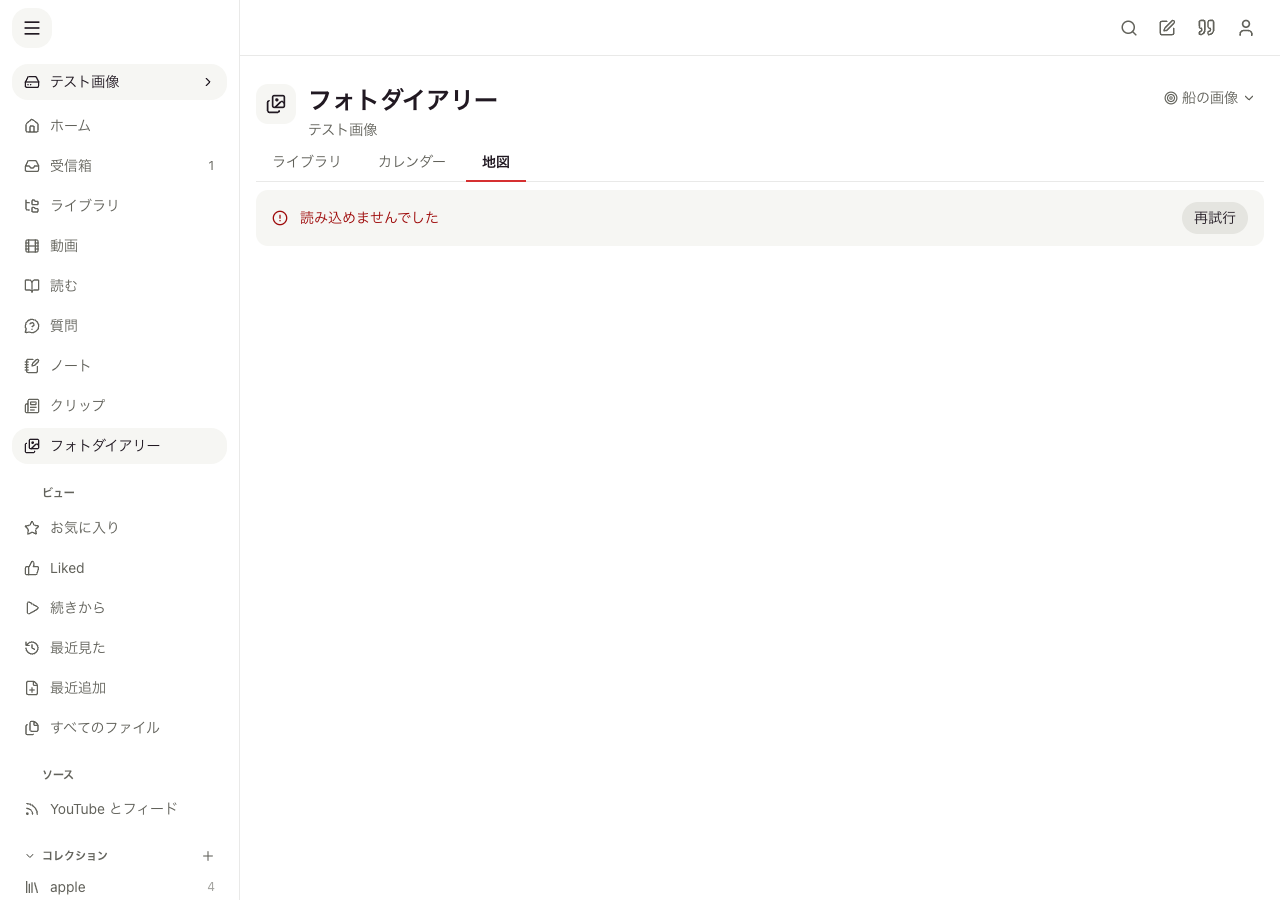 テスト画像
ホーム
受信箱 1
ライブラリ
動画
読む
質問
ノート
クリップ
フォトダイアリー
ビュー
お気に入り
Liked
続きから
最近見た
最近追加
すべてのファイル
ソース
YouTube とフィード
コレクション
apple 4
フォトダイアリー
テスト画像
船の画像
ライブラリ カレンダー 地図
読み込めませんでした 再試行